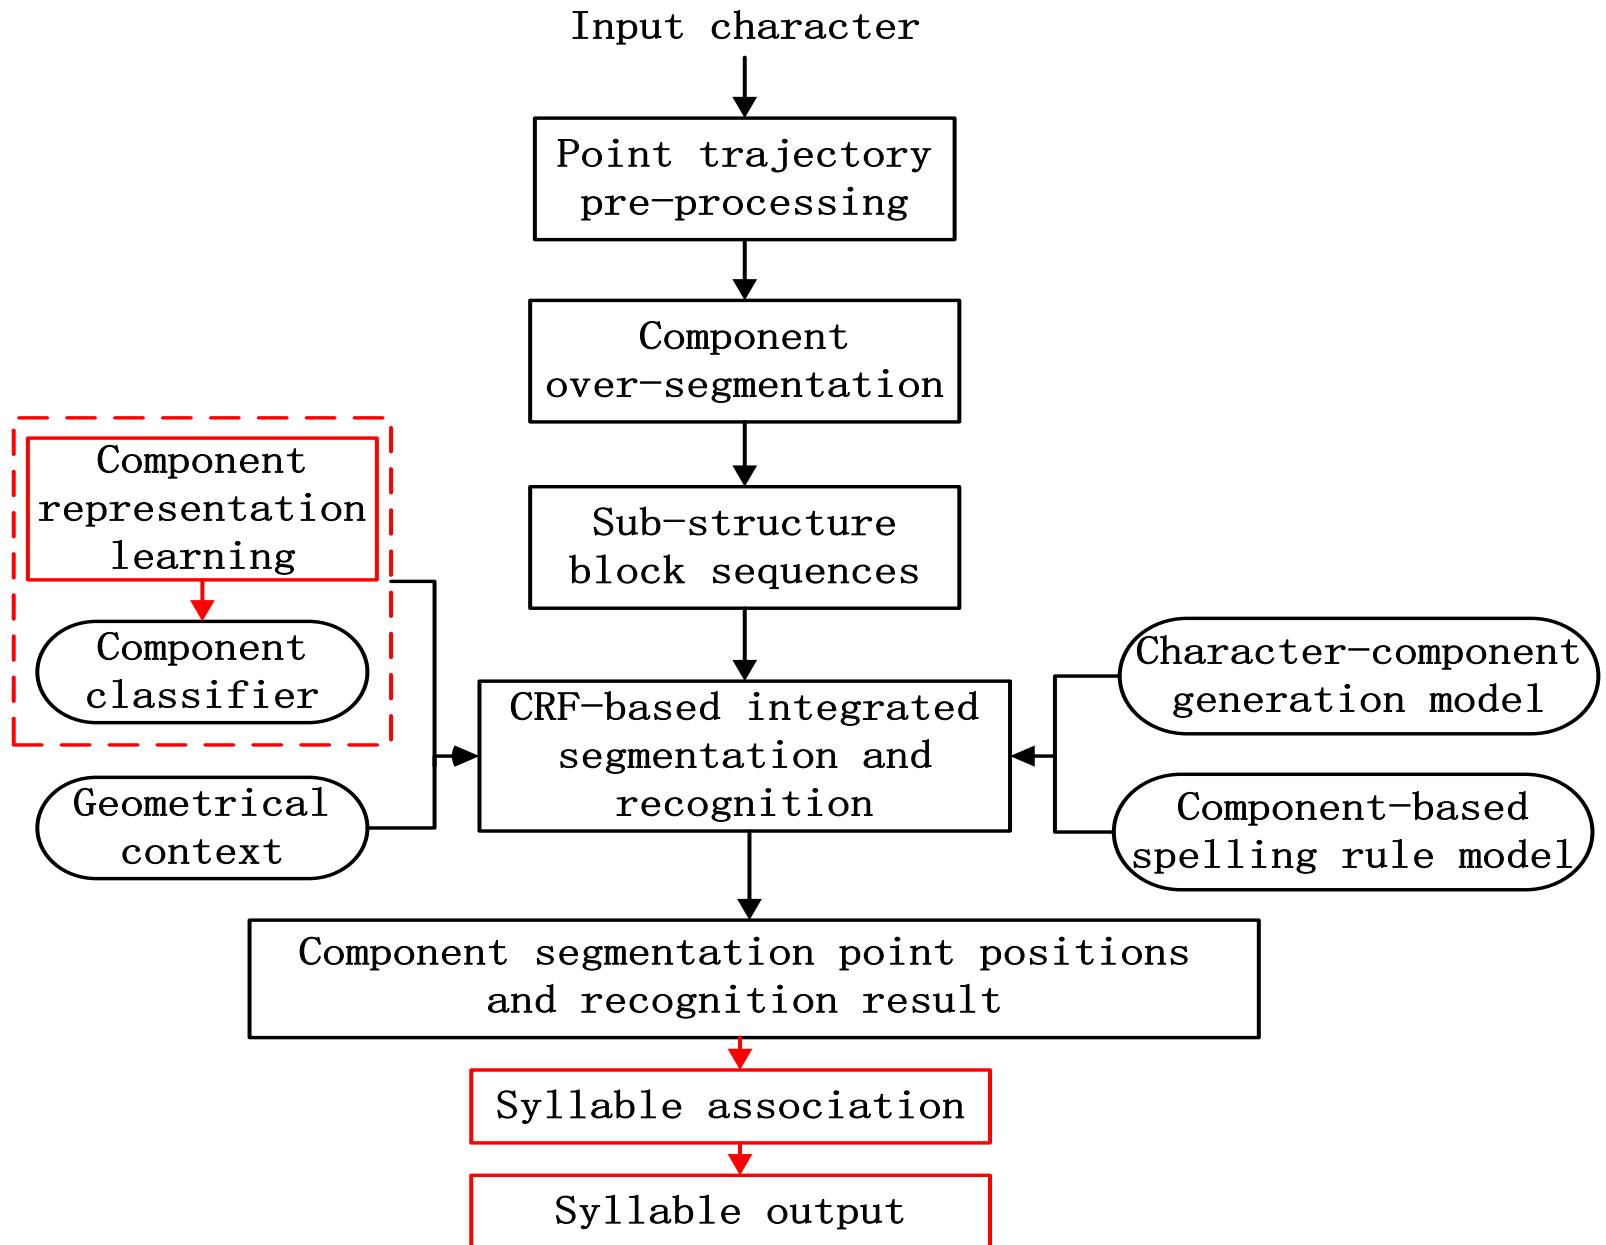 Input character
Point trajectory
pre-processing
Component
over-segmentation
Component
representation
learning
Sub-structure
block sequences
Component
classifier
Character-component
generation model
CRF-based integrated
segmentation and
recognition
Geometrical
context
Component-based
spelling rule model
Component segmentation point positions
and recognition result
Syllable association
Syllable output